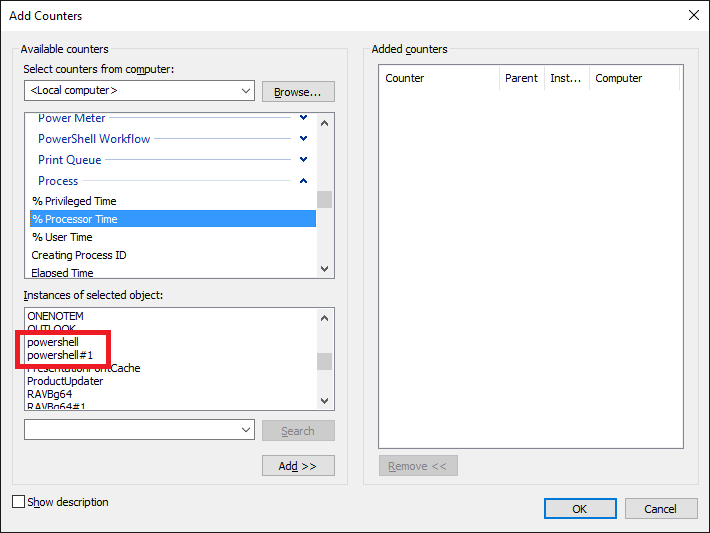 Add Counters
Available counters
Select counters from computer:
<Local computer>
Browse...
Power Meter
PowerShell Workflow
Print Queue
Process
% Privileged Time
% Processor Time
% User Time
Creating Process ID
Elapsed Time
Instances of selected object:
ONENOTEM
OUTLOOK
powershell
powershell#1
PresentationFontCache
ProductUpdater
RAVBg64
RAVBg64#1
Search
Add >>
Show description
Added counters
Counter Parent Inst... Computer
Remove <<
OK Cancel